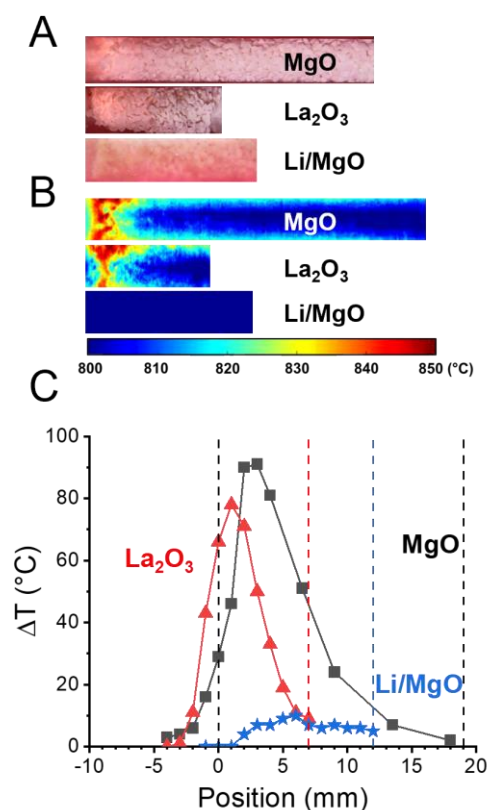 A
MgO
La₂O₃
Li/MgO
B
MgO
La₂O₃
Li/MgO
800 810 820 830 840 850 (°C)
C
100
80
60
40
20
0
ΔT (°C)
La₂O₃
MgO
Li/MgO
-10 -5 0 5 10 15 20
Position (mm)